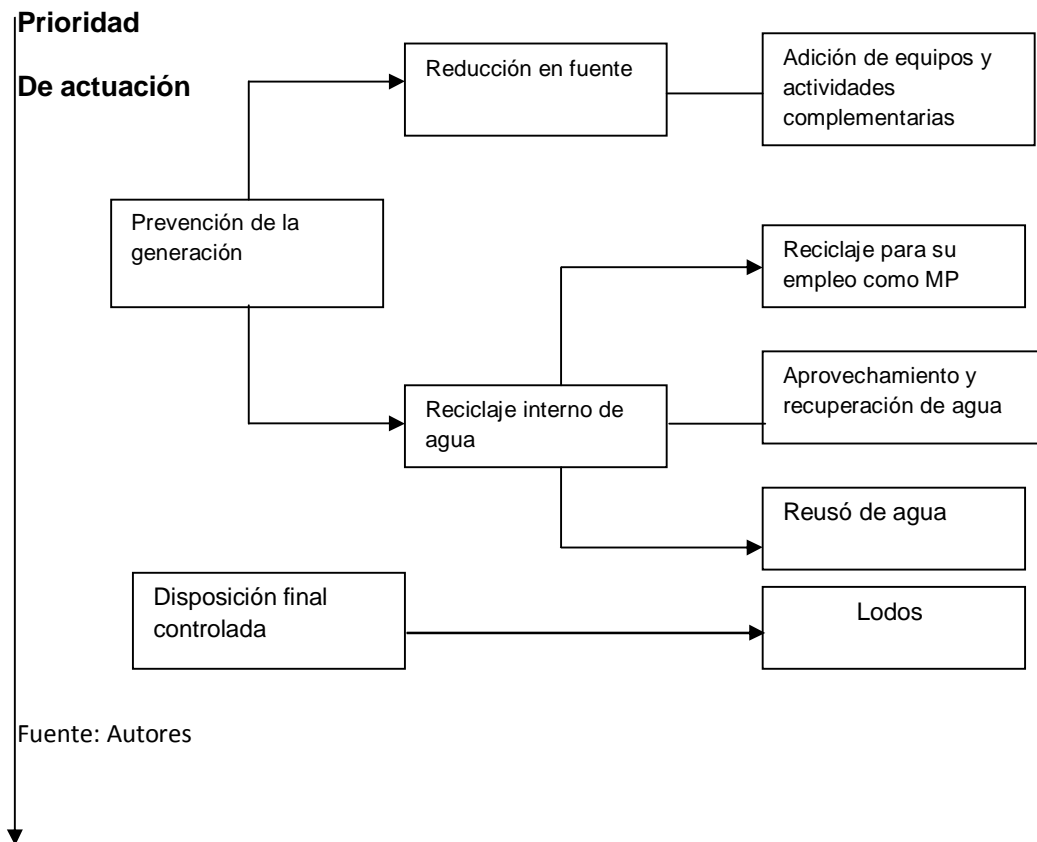 Prioridad
De actuación
Reducción en fuente
Adición de equipos y
actividades
complementarias
Prevención de la
generación
Reciclaje para su
empleo como MP
Reciclaje interno de
agua
Aprovechamiento y
recuperación de agua
Reusó de agua
Disposición final
controlada
Lodos
Fuente: Autores